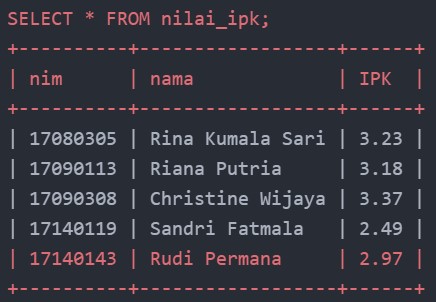 SELECT * FROM nilai_ipk;
+----------+-------------------+------+
| nim      | nama              | IPK  |
+----------+-------------------+------+
| 17080305 | Rina Kumala Sari | 3.23 |
| 17090113 | Riana Putria     | 3.18 |
| 17090308 | Christine Wijaya | 3.37 |
| 17140119 | Sandri Fatmala   | 2.49 |
| 17140143 | Rudi Permana     | 2.97 |
+----------+-------------------+------+